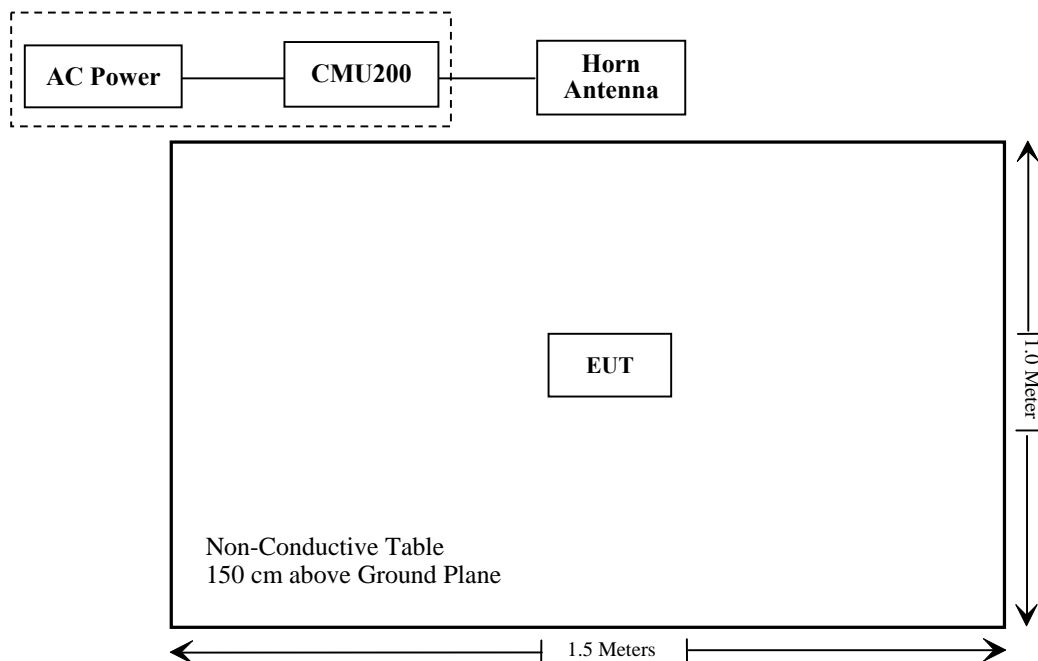 AC Power
CMU200
Horn
Antenna
EUT
1.0 Meter
Non-Conductive Table
150 cm above Ground Plane
1.5 Meters